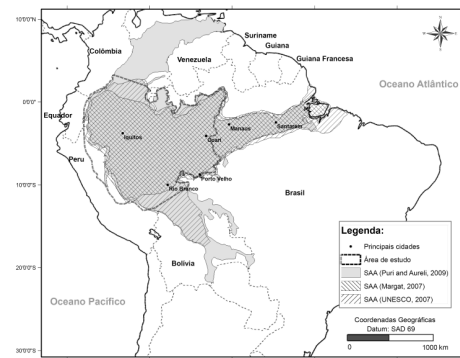 10°0'0"N
0°0'0"
10°0'0"S
20°0'0"S
30°0'0"S
Colômbia
Venezuela
Suriname
Guiana
Guiana Francesa
Oceano Atlântico
Equador
Iquitos
Coari
Manaus
Santarém
Peru
Porto Velho
Rio Branco
Brasil
Bolívia
Oceano Pacífico
Legenda:
Principais cidades
Área de estudo
SAA (Puri and Aureli, 2009)
SAA (Margat, 2007)
SAA (UNESCO, 2007)
Coordenadas Geográficas
Datum: SAD 69
0 1000 km